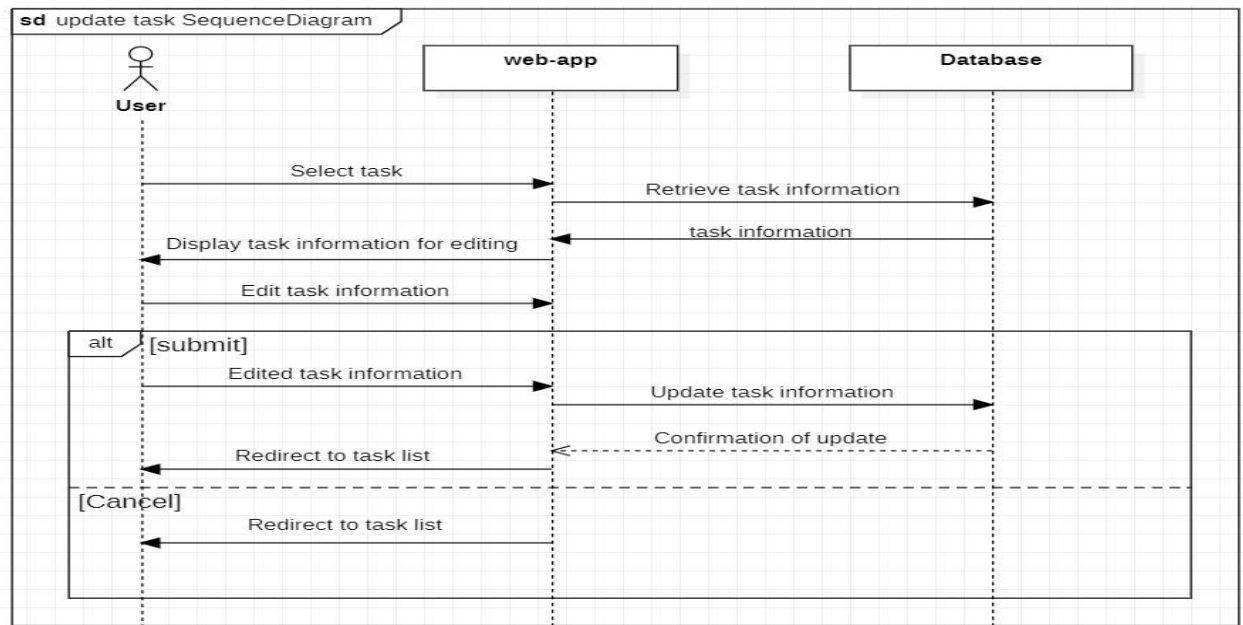 sd update task SequenceDiagram
User
web-app
Database
Select task
Retrieve task information
task information
Display task information for editing
Edit task information
alt
[submit]
Edited task information
Update task information
Confirmation of update
Redirect to task list
[Cancel]
Redirect to task list